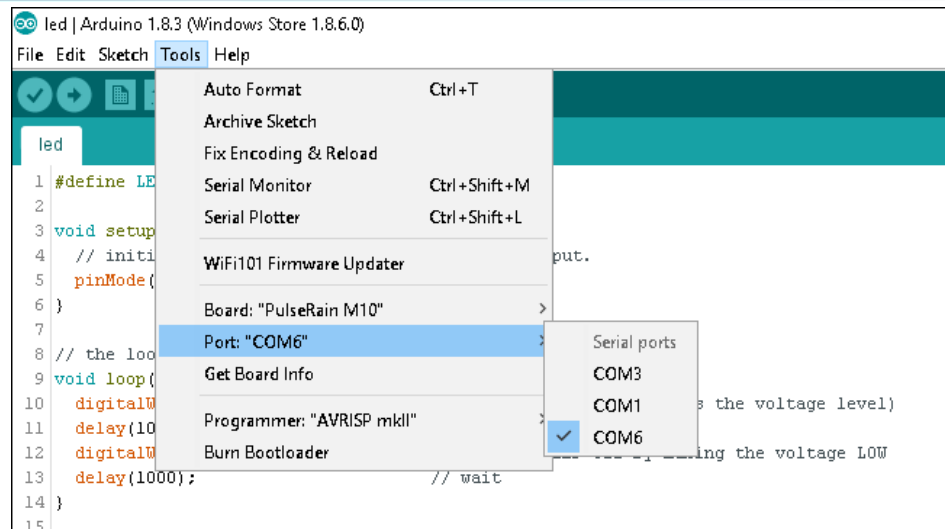 led | Arduino 1.8.3 (Windows Store 1.8.6.0)
File Edit Sketch Tools Help
Auto Format Ctrl+T
Archive Sketch
Fix Encoding & Reload
Serial Monitor Ctrl+Shift+M
Serial Plotter Ctrl+Shift+L
WiFi101 Firmware Updater
Board: "PulseRain M10"
Port: "COM6"
Get Board Info
Programmer: "AVRISP mkII"
Burn Bootloader
Serial ports
COM3
COM1
COM6
led
1 #define LE
2
3 void setup
4 // initi put.
5 pinMode(
6 }
7
8 // the loo
9 void loop(
10 digitalW s the voltage level)
11 delay(10
12 digitalW ing the voltage LOW
13 delay(1000); // wait
14 }
15